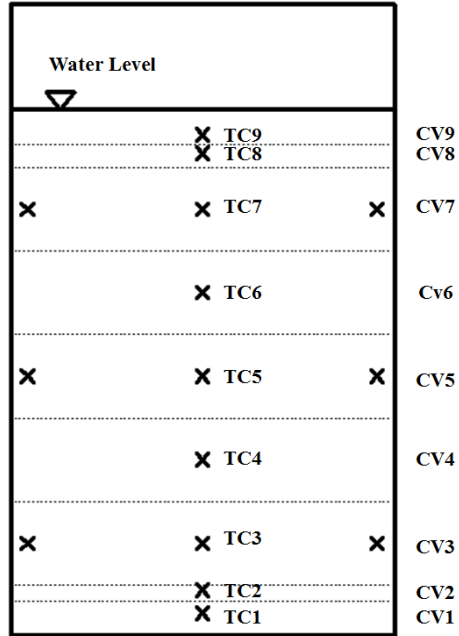 Water Level
TC9 CV9
TC8 CV8
TC7 CV7
TC6 Cv6
TC5 CV5
TC4 CV4
TC3 CV3
TC2 CV2
TC1 CV1